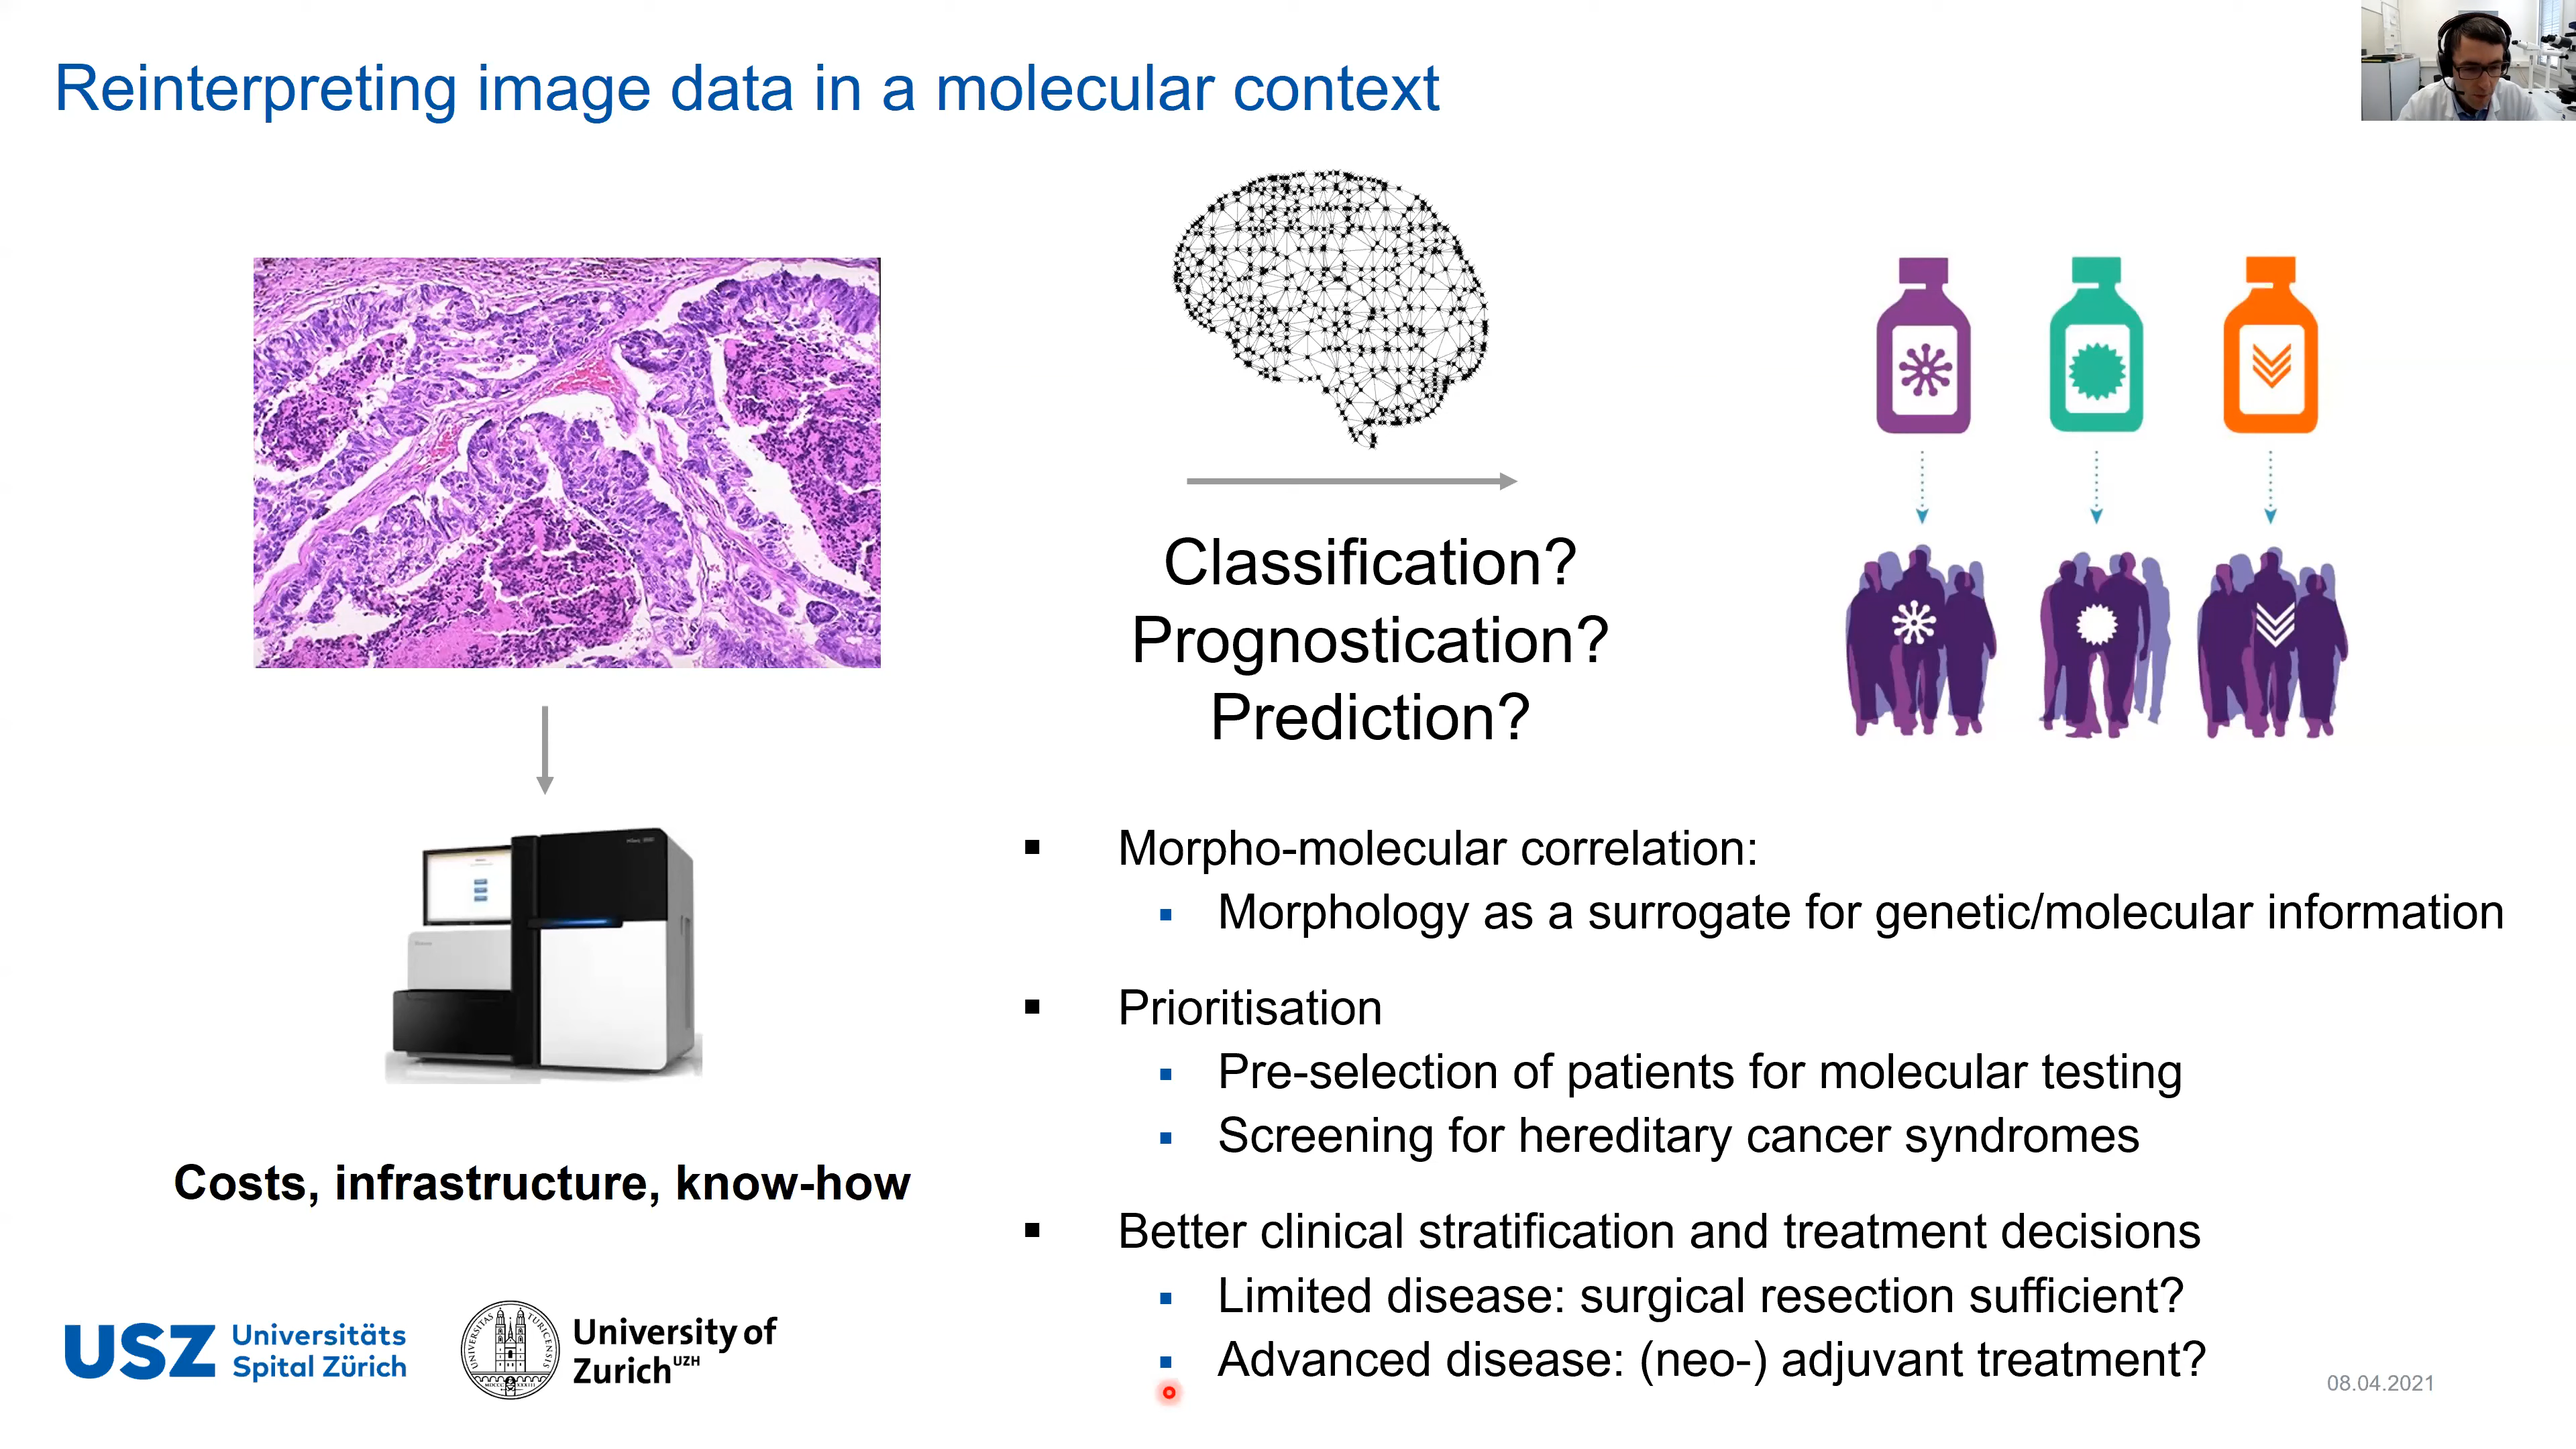 Reinterpreting image data in a molecular context
Classification?
Prognostication?
Prediction?
Costs, infrastructure, know-how
▪ Morpho-molecular correlation:
▪ Morphology as a surrogate for genetic/molecular information
▪ Prioritisation
▪ Pre-selection of patients for molecular testing
▪ Screening for hereditary cancer syndromes
▪ Better clinical stratification and treatment decisions
▪ Limited disease: surgical resection sufficient?
▪ Advanced disease: (neo-) adjuvant treatment?
USZ Universitäts
Spital Zürich
University of
Zurich UZH
08.04.2021